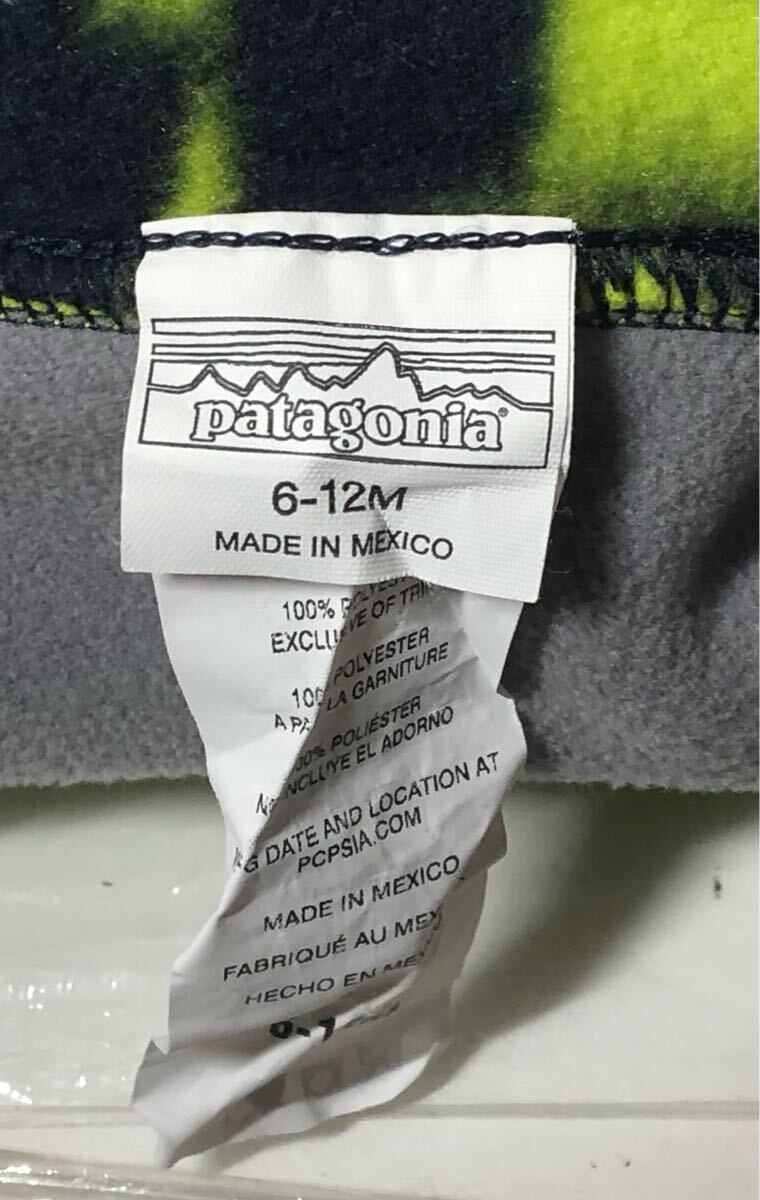 patagonia®
6-12M
MADE IN MEXICO
100%
OF
POLYESTER
LA GARNITURE
POLIÉSTER
EL ADORNO
DATE AND LOCATION AT
PCPSIA.COM
MADE IN MEXICO
FABRIQUÉ AU
HECHO EN